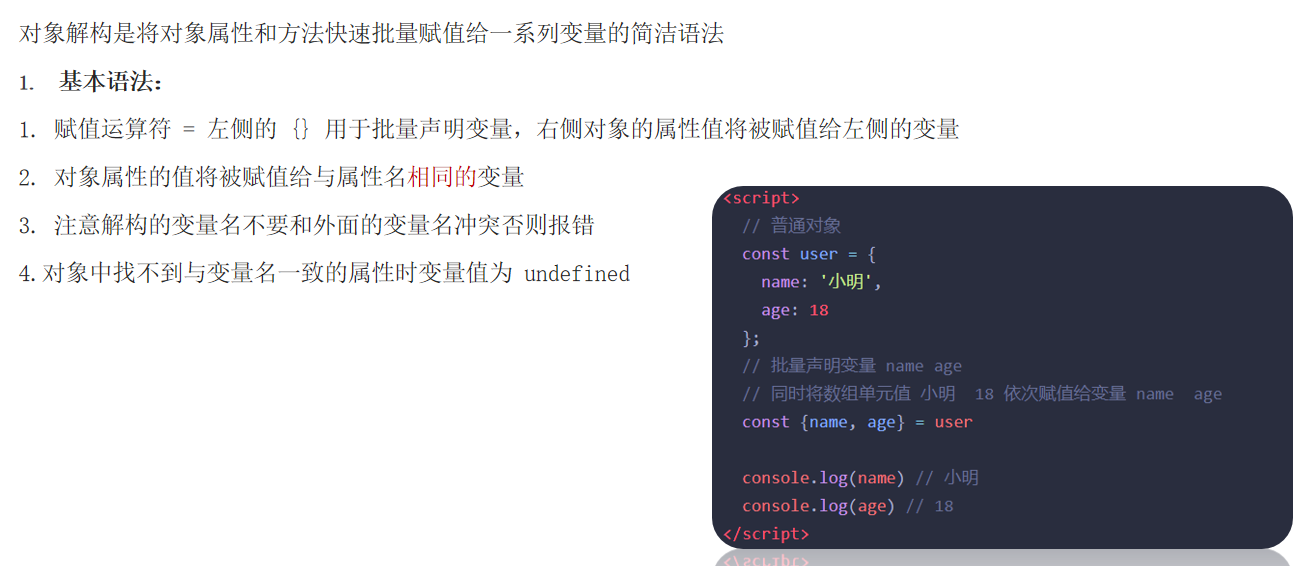 对象解构是将对象属性和方法快速批量赋值给一系列变量的简洁语法
1. 基本语法：
1. 赋值运算符 = 左侧的 {} 用于批量声明变量，右侧对象的属性值将被赋值给左侧的变量
2. 对象属性的值将被赋值给与属性名相同的变量
3. 注意解构的变量名不要和外面的变量名冲突否则报错
4.对象中找不到与变量名一致的属性时变量值为 undefined
<script>
// 普通对象
const user = {
name: '小明',
age: 18
};
// 批量声明变量 name age
// 同时将数组单元值 小明 18 依次赋值给变量 name age
const {name, age} = user
console.log(name) // 小明
console.log(age) // 18
</script>